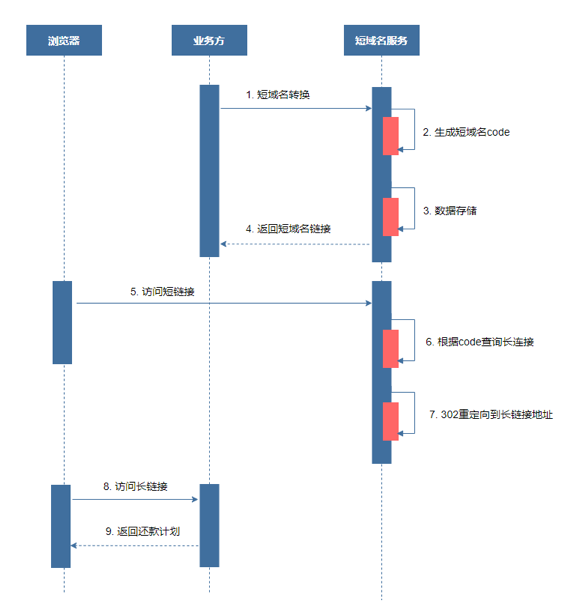 浏览器
业务方
短域名服务
1. 短域名转换
2. 生成短域名code
3. 数据存储
4. 返回短域名链接
5. 访问短链接
6. 根据code查询长连接
7. 302重定向到长链接地址
8. 访问长链接
9. 返回还款计划